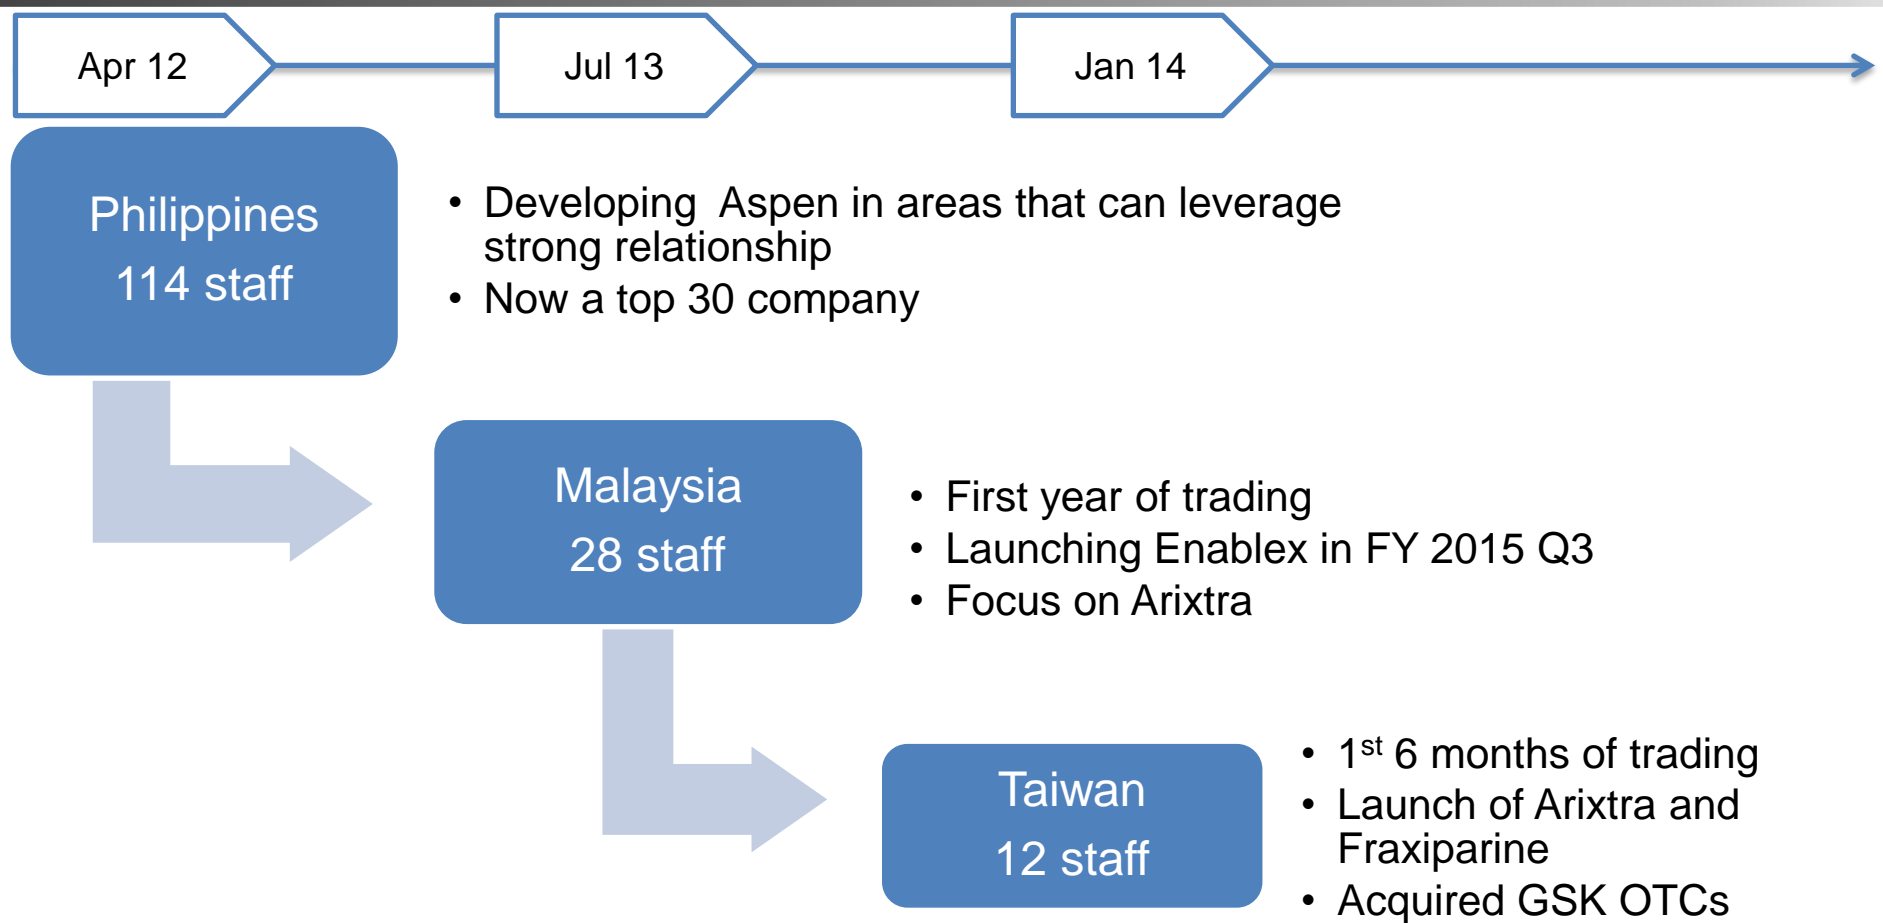 Apr 12
Jul 13
Jan 14
Philippines
114 staff
• Developing  Aspen in areas that can leverage
strong relationship
• Now a top 30 company
Malaysia
28 staff
• First year of trading
• Launching Enablex in FY 2015 Q3
• Focus on Arixtra
Taiwan
12 staff
• 1st 6 months of trading
• Launch of Arixtra and
Fraxiparine
• Acquired GSK OTCs